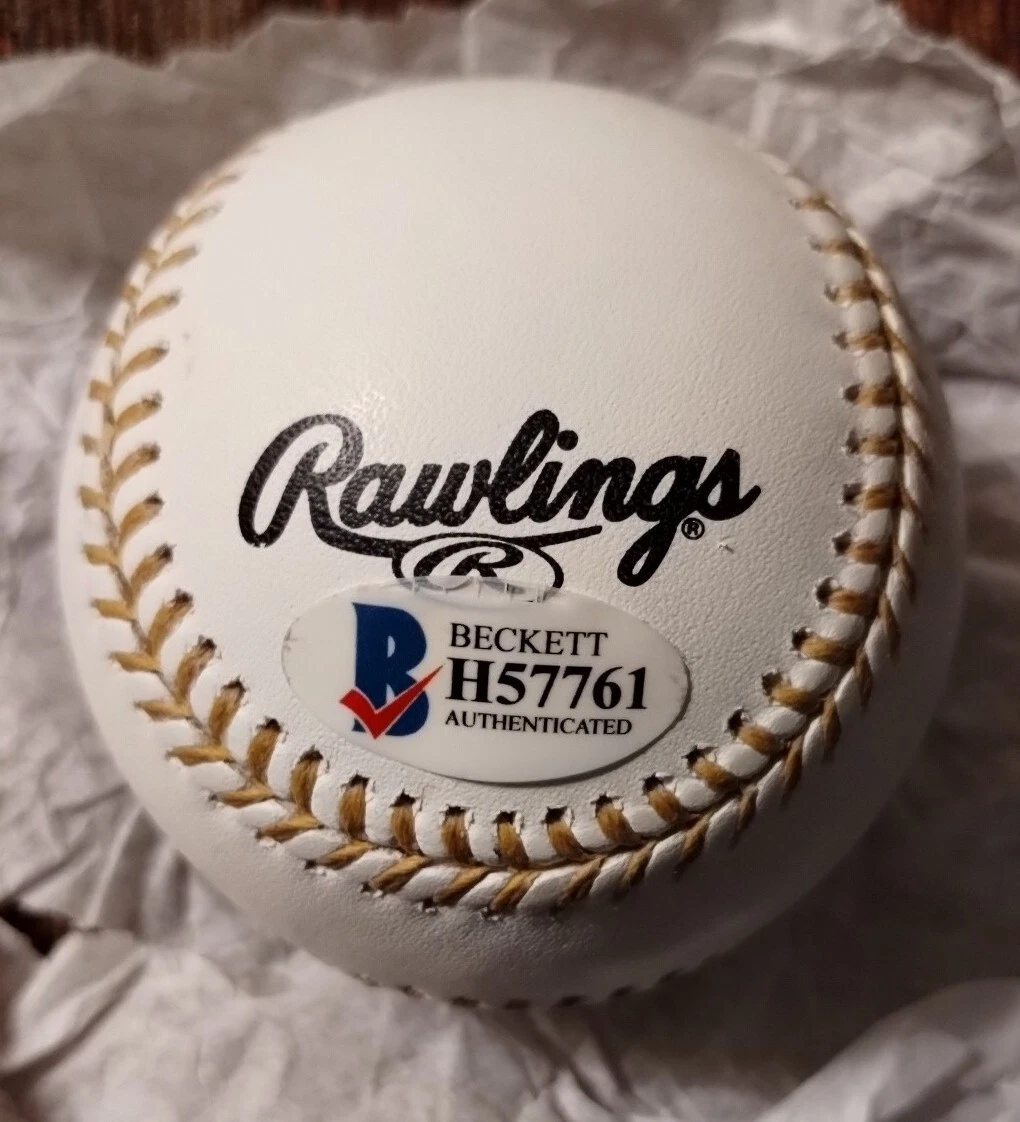 Rawlings®
R
B
BECKETT
H57761
AUTHENTICATED